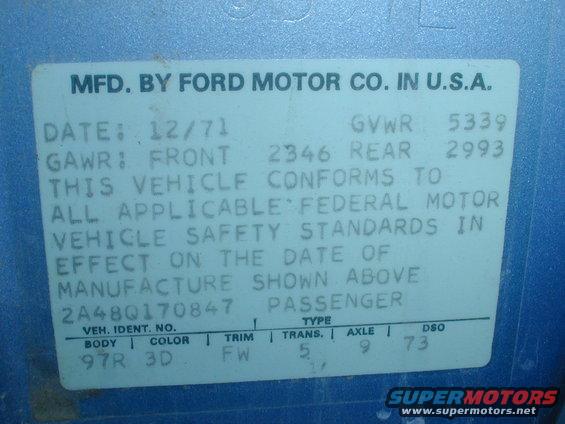 MFD. BY FORD MOTOR CO. IN U.S.A.
DATE: 12/71 GVWR 5339
GAWR: FRONT 2346 REAR 2993
THIS VEHICLE CONFORMS TO
ALL APPLICABLE FEDERAL MOTOR
VEHICLE SAFETY STANDARDS IN
EFFECT ON THE DATE OF
MANUFACTURE SHOWN ABOVE
2A48Q170847 PASSENGER
VEH. IDENT. NO. TYPE
BODY COLOR TRIM TRANS. AXLE DSO
97R 3D FW 5 9 73
SUPERMOTORS
www.supermotors.net